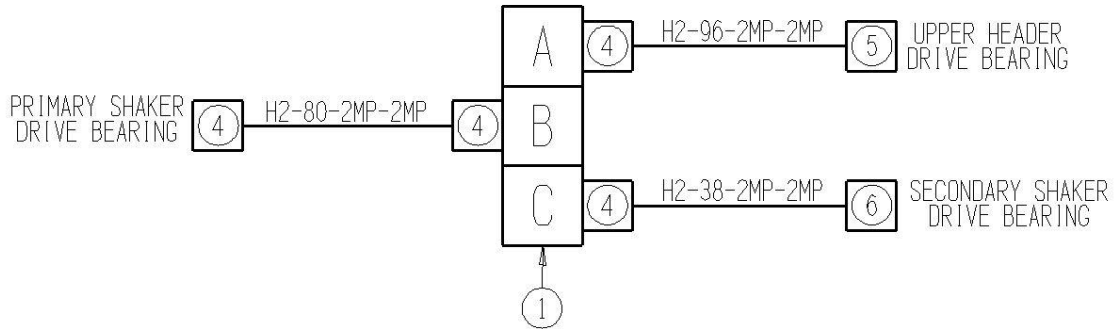 A
4
H2-96-2MP-2MP
5
UPPER HEADER
DRIVE BEARING
PRIMARY SHAKER
DRIVE BEARING
4
H2-80-2MP-2MP
4
B
C
4
H2-38-2MP-2MP
6
SECONDARY SHAKER
DRIVE BEARING
1